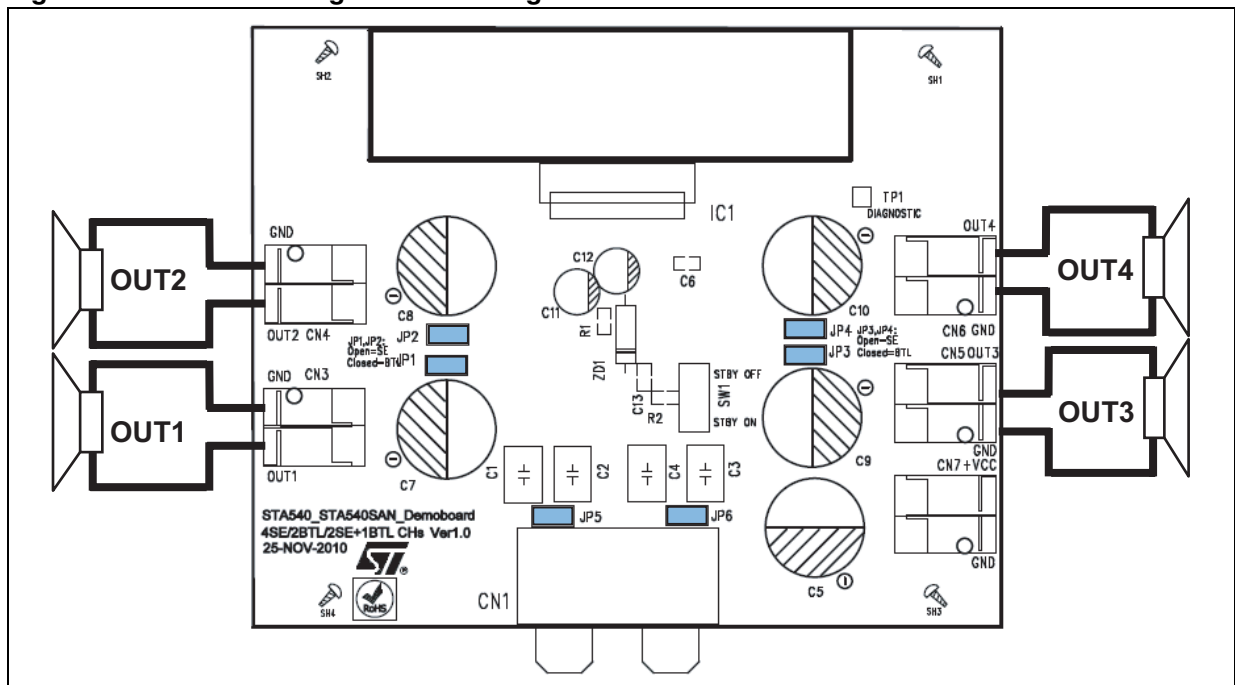 SH2
SH1
IC1
TP1
DIAGNOSTIC
GND
OUT4
OUT2
OUT4
C12
C6
C8
C11
C10
OUT2 CN4
R1
CN6 GND
JP1,JP2:
Open=SE
Closed=BTL
JP2
JP1
JP4
JP3
JP3,JP4:
Open=SE
Closed=BTL
CN5 OUT3
GND
CN3
ZD1
STBY OFF
SW1
STBY ON
C13
R2
OUT1
OUT3
OUT1
C7
C1
C2
C4
C3
C9
GND
CN7 +VCC
STA540_STA540SAN_Demoboard
4SE/2BTL/2SE+1BTL CHs Ver1.0
25-NOV-2010
JP5
JP6
ST
®
GND
C5
SH4
RoHS
CN1
SH3